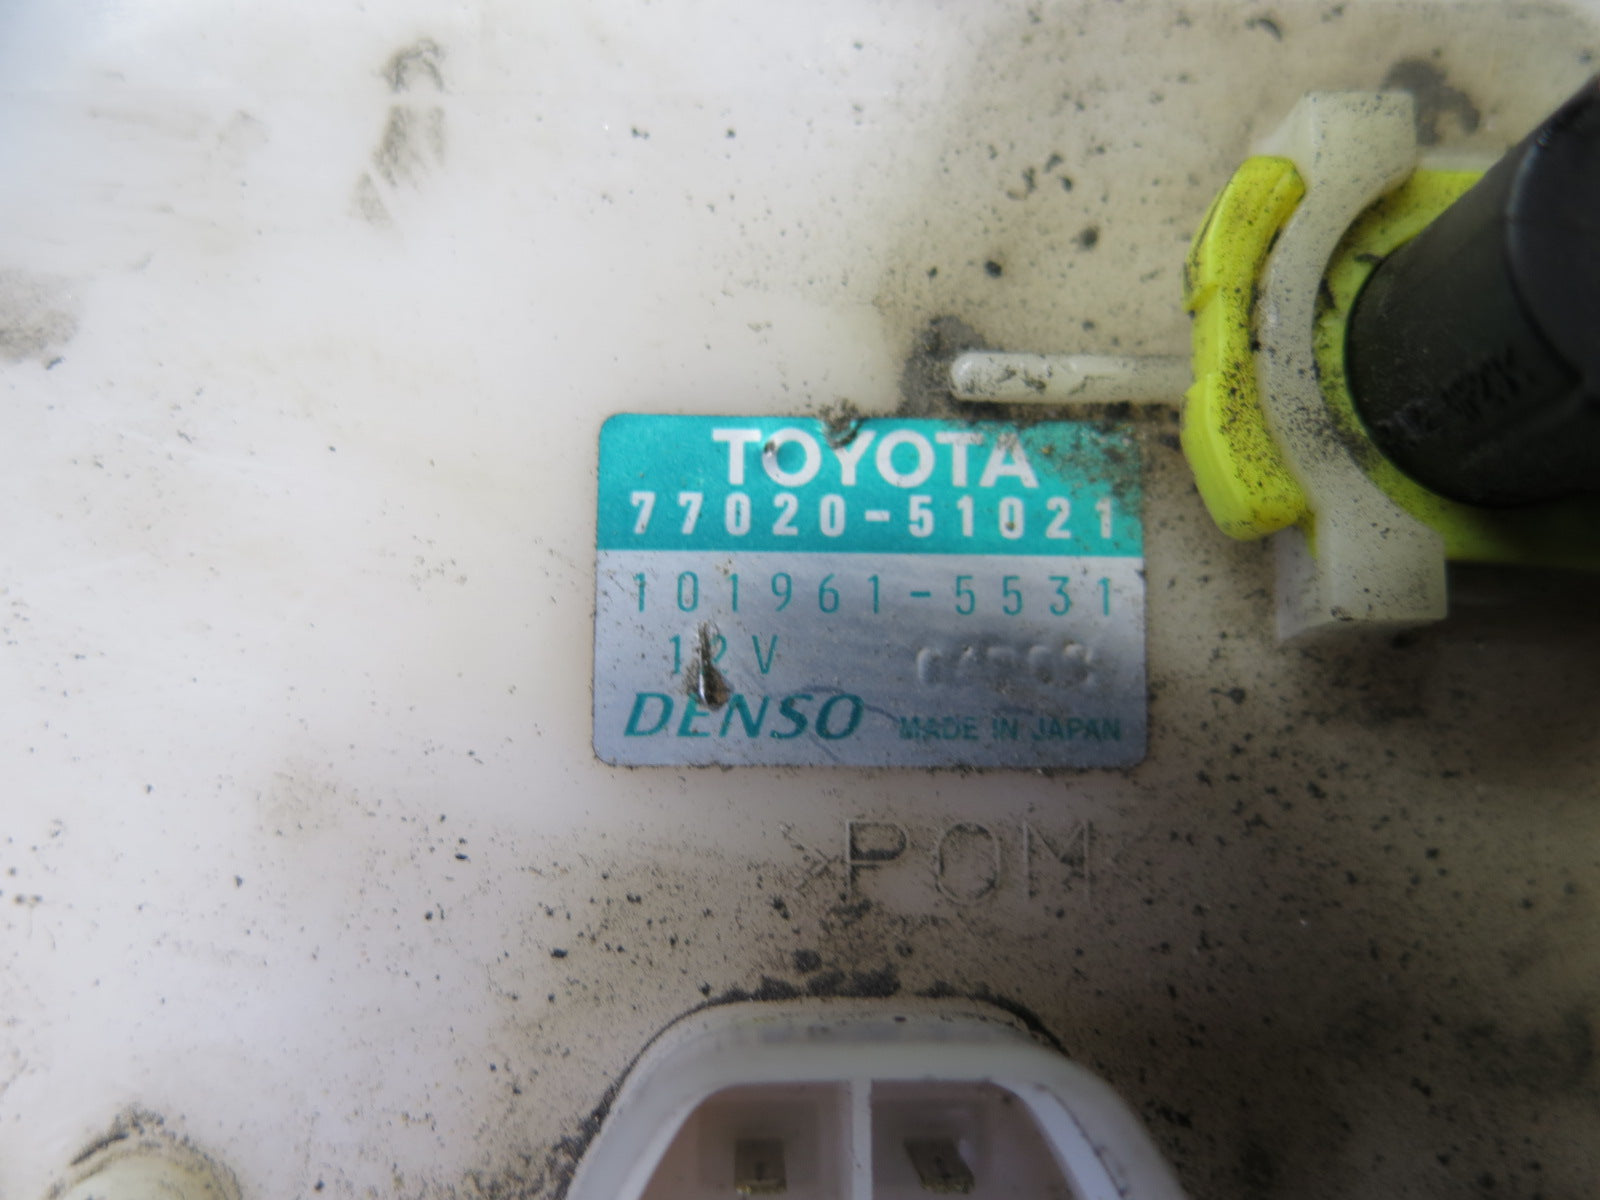 TOYOTA
77020-51021
101961-5531
12V
DENSO MADE IN JAPAN
>POM<